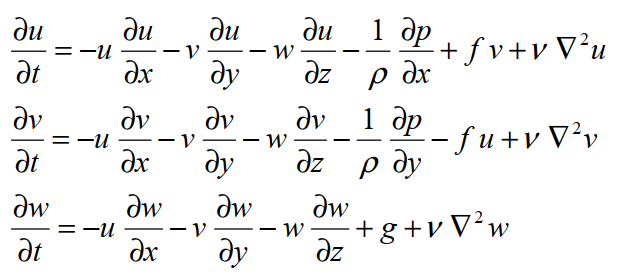 ∂u/∂t = −u ∂u/∂x − v ∂u/∂y − w ∂u/∂z − 1/ρ ∂p/∂x + f v + ν ∇²u
∂v/∂t = −u ∂v/∂x − v ∂v/∂y − w ∂v/∂z − 1/ρ ∂p/∂y − f u + ν ∇²v
∂w/∂t = −u ∂w/∂x − v ∂w/∂y − w ∂w/∂z + g + ν ∇²w